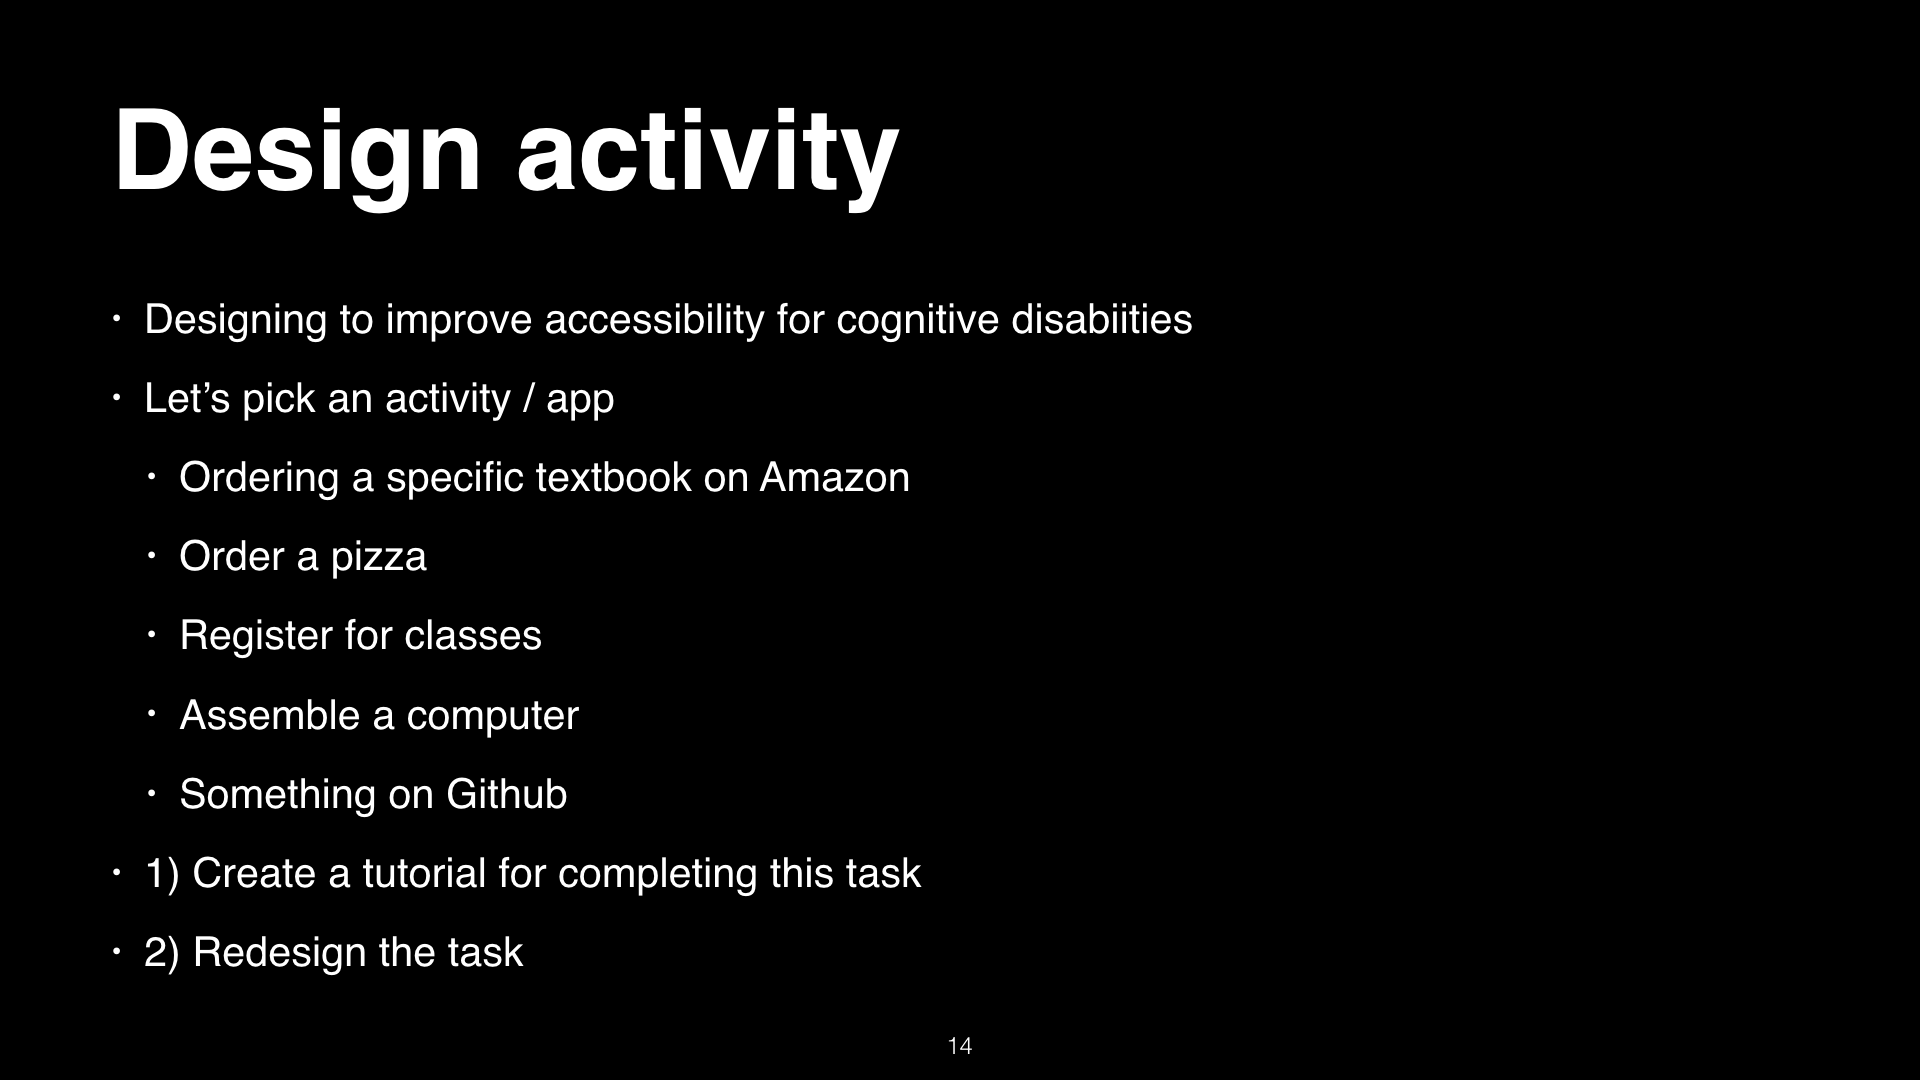 Design activity
• Designing to improve accessibility for cognitive disabiities
• Let’s pick an activity / app
• Ordering a specific textbook on Amazon
• Order a pizza
• Register for classes
• Assemble a computer
• Something on Github
• 1) Create a tutorial for completing this task
• 2) Redesign the task
14